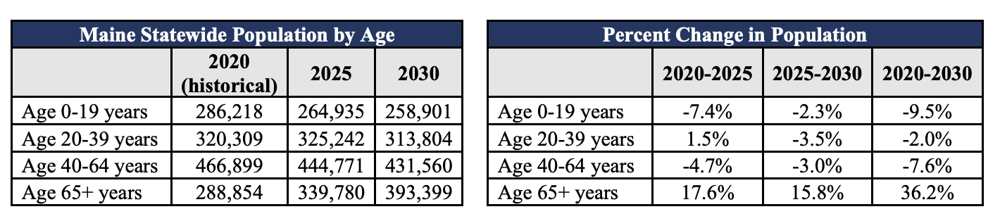 Maine Statewide Population by Age
2020 (historical) 2025 2030
Age 0-19 years 286,218 264,935 258,901
Age 20-39 years 320,309 325,242 313,804
Age 40-64 years 466,899 444,771 431,560
Age 65+ years 288,854 339,780 393,399
Percent Change in Population
2020-2025 2025-2030 2020-2030
Age 0-19 years -7.4% -2.3% -9.5%
Age 20-39 years 1.5% -3.5% -2.0%
Age 40-64 years -4.7% -3.0% -7.6%
Age 65+ years 17.6% 15.8% 36.2%